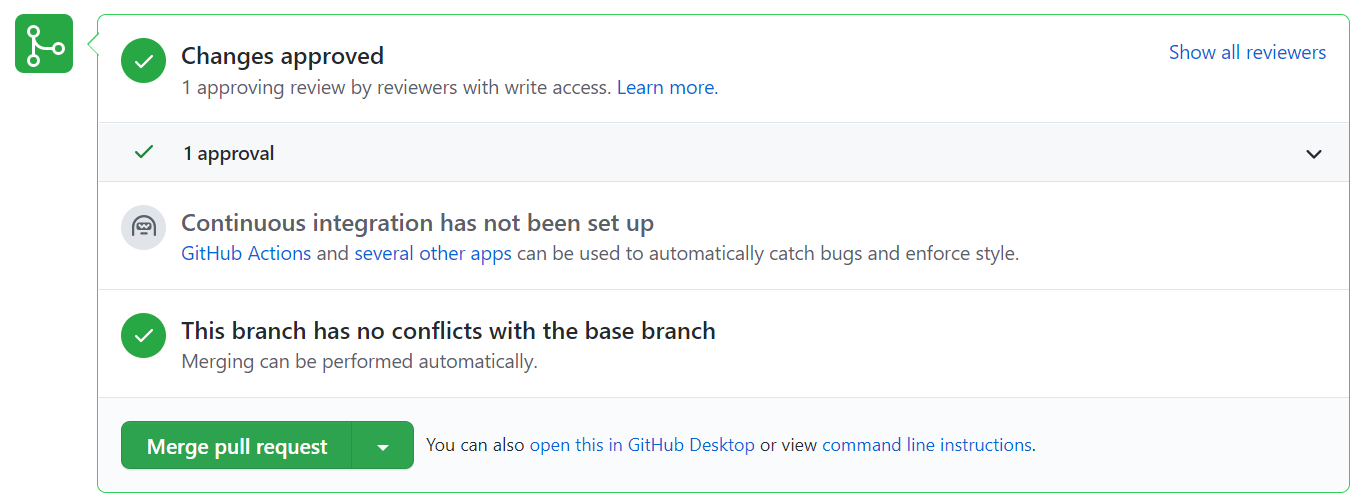 Changes approved
Show all reviewers
1 approving review by reviewers with write access. Learn more.
1 approval
Continuous integration has not been set up
GitHub Actions and several other apps can be used to automatically catch bugs and enforce style.
This branch has no conflicts with the base branch
Merging can be performed automatically.
Merge pull request
You can also open this in GitHub Desktop or view command line instructions.